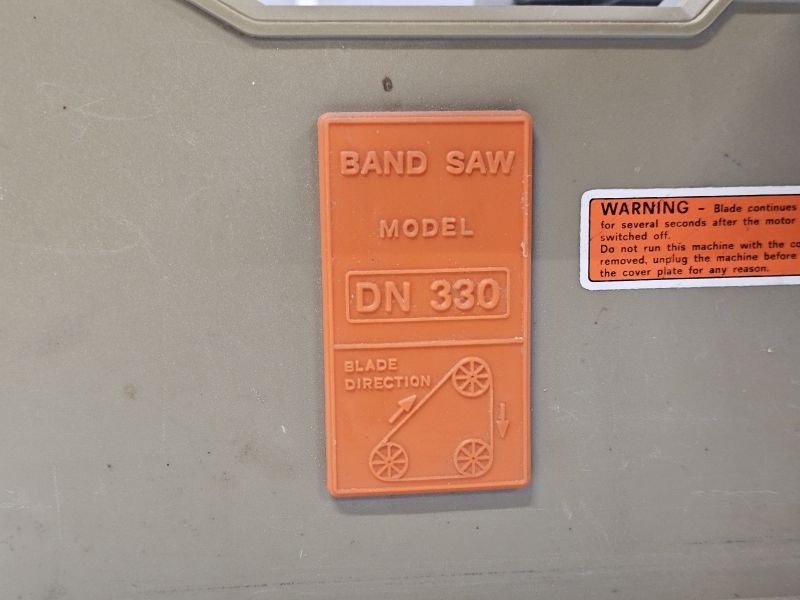 BAND SAW
MODEL
DN 330
BLADE
DIRECTION
WARNING - Blade continues
for several seconds after the motor
switched off.
Do not run this machine with the
removed, unplug the machine before
the cover plate for any reason.